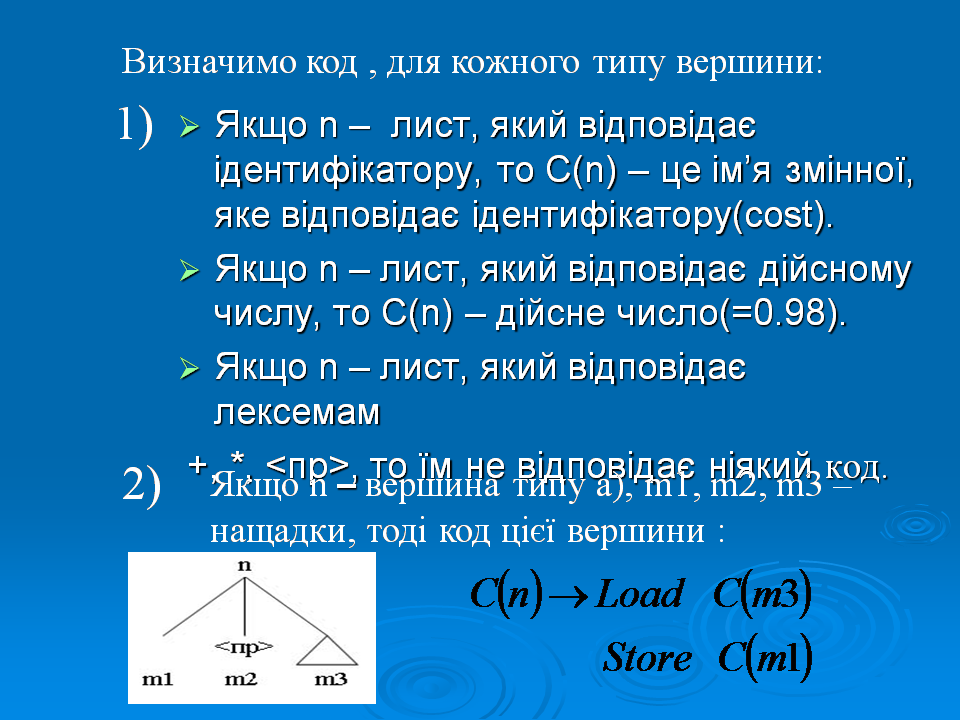 Визначимо код , для кожного типу вершини:
1) Якщо n – лист, який відповідає
ідентифікатору, то C(n) – це ім’я змінної,
яке відповідає ідентифікатору(cost).
Якщо n – лист, який відповідає дійсному
числу, то C(n) – дійсне число(=0.98).
Якщо n – лист, який відповідає
лексемам
+, *, <пр>, то їм не відповідає ніякий код.
2) Якщо n – вершина типу а), m1, m2, m3 –
нащадки, тоді код цієї вершини :
n
<пр>
m1 m2 m3
C(n) → Load C(m3)
Store C(m1)